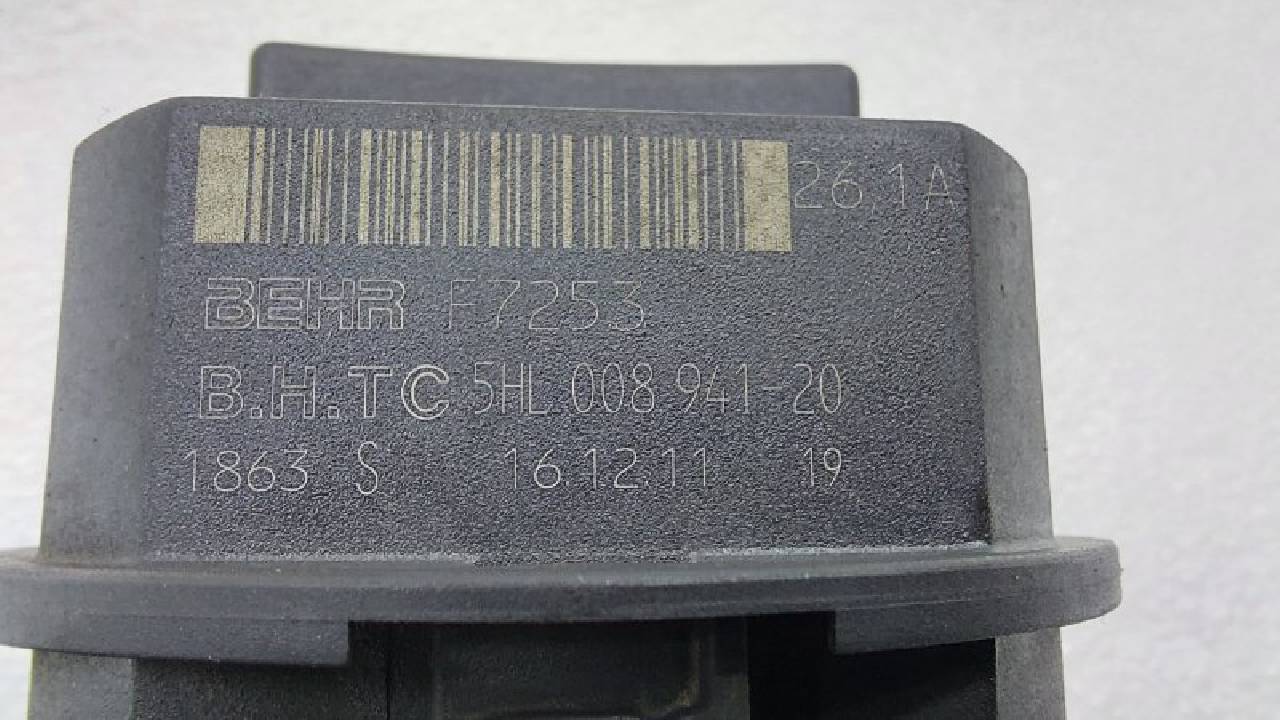 26.1A
BEHR F7253
B.H.TC 5HL 008 941-20
1863 S 16 12 11 19